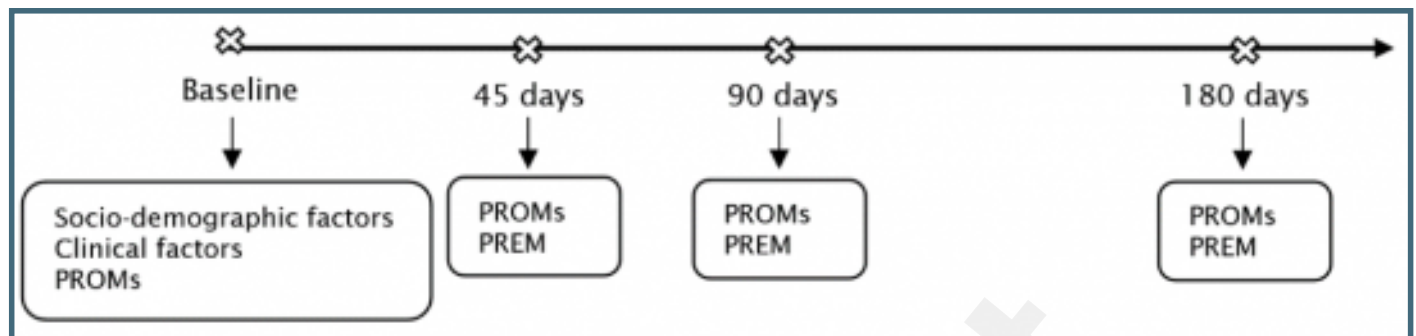 Baseline
45 days
90 days
180 days
Socio-demographic factors
Clinical factors
PROMs
PROMs
PREM
PROMs
PREM
PROMs
PREM